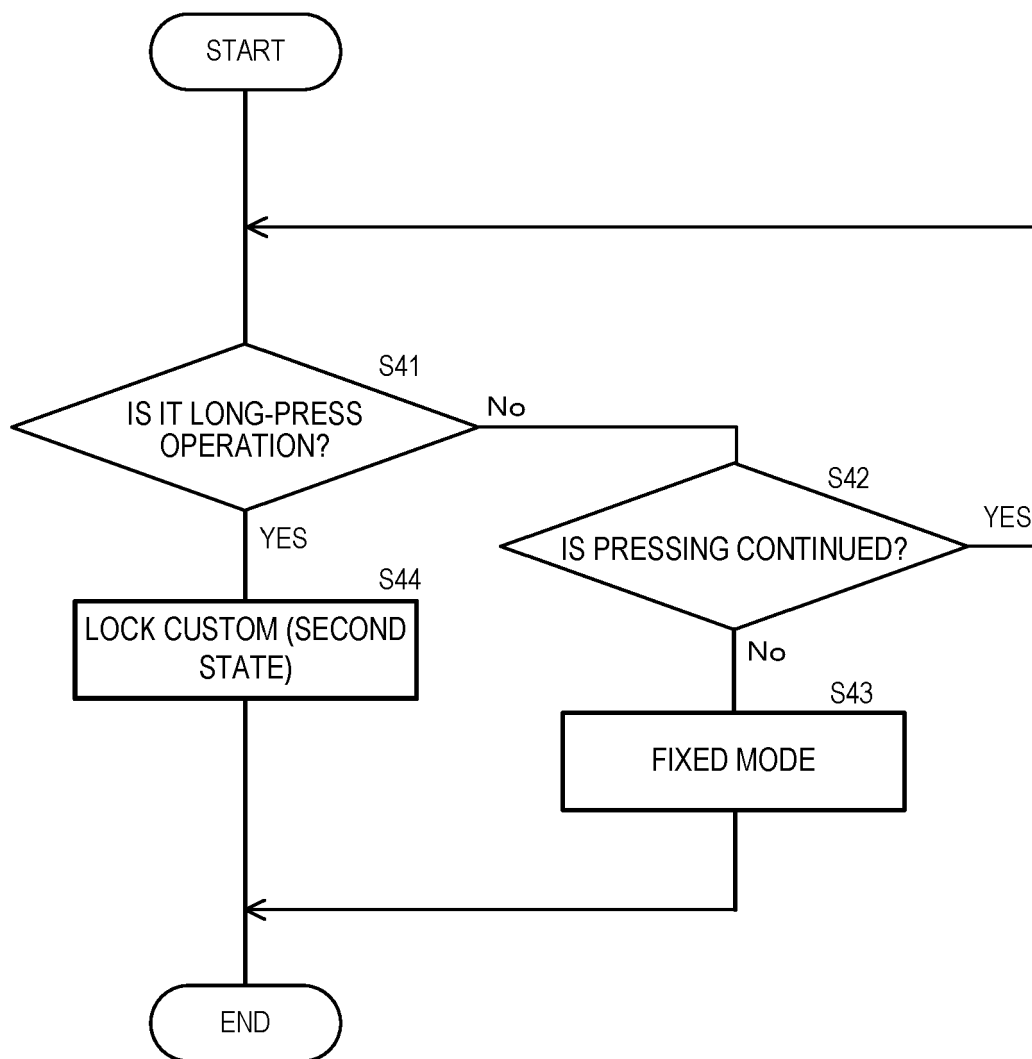 START
S41
IS IT LONG-PRESS
OPERATION?
No
S42
IS PRESSING CONTINUED?
YES
YES
No
S44
LOCK CUSTOM (SECOND
STATE)
S43
FIXED MODE
END